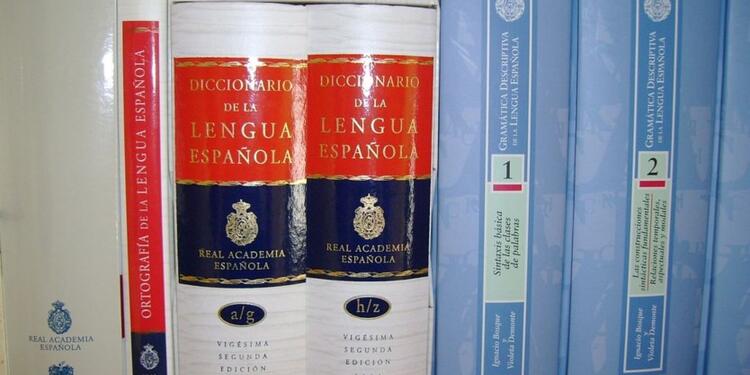 REAL ACADEMIA
ESPAÑOLA
ORTOGRAFÍA DE LA LENGUA ESPAÑOLA
DICCIONARIO
DE LA
LENGUA
ESPAÑOLA
REAL ACADEMIA
ESPAÑOLA
a/g
VIGÉSIMA
SEGUNDA
EDICIÓN
DICCIONARIO
DE LA
LENGUA
ESPAÑOLA
REAL ACADEMIA
ESPAÑOLA
h/z
VIGÉSIMA
SEGUNDA
EDICIÓN
GRAMÁTICA DESCRIPTIVA
DE LA LENGUA ESPAÑOLA
1
Sintaxis básica
de las clases
de palabras
Ignacio Bosque
y
Violeta Demonte
GRAMÁTICA DESCRIPTIVA
DE LA LENGUA ESPAÑOLA
2
Las construcciones
sintácticas fundamentales
Relaciones temporales,
aspectuales y modales
Ignacio Bosque
y
Violeta Demonte